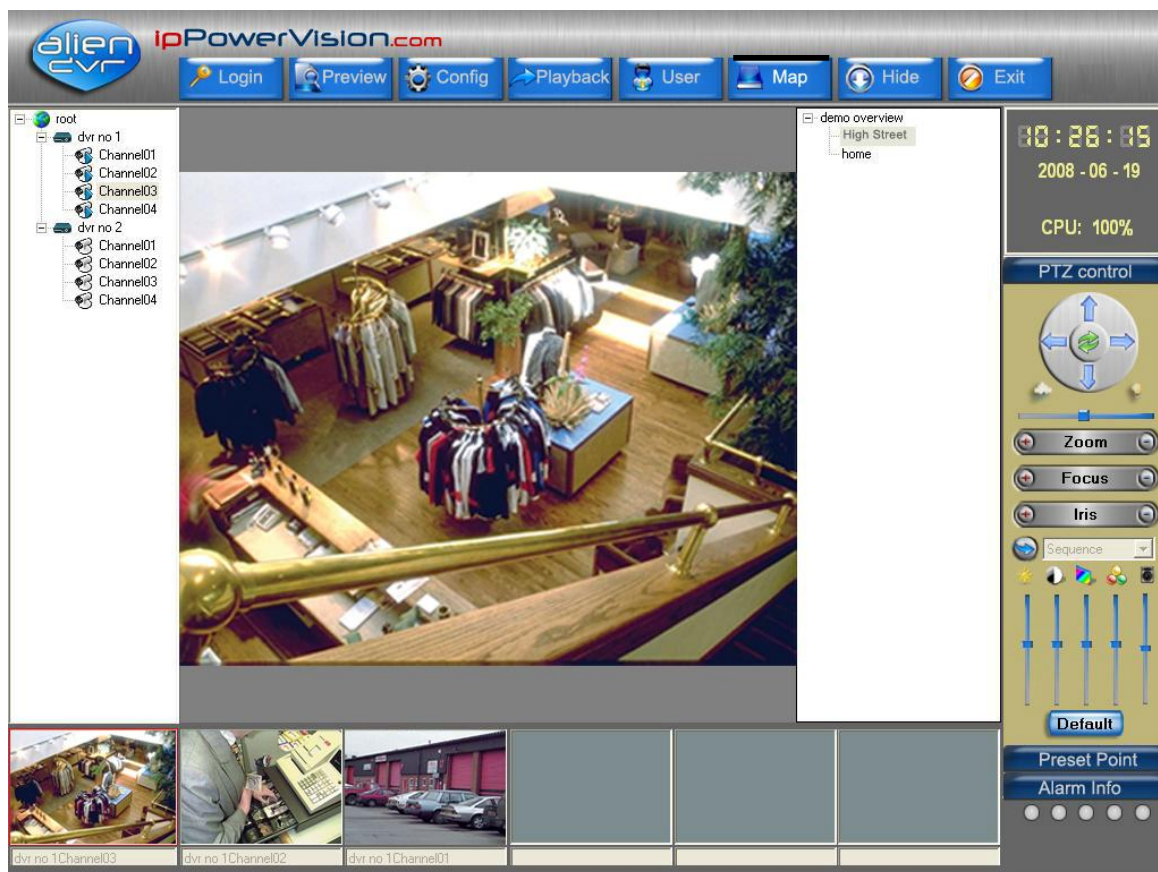 alien dvr
ipPowerVision.com
Login Preview Config Playback User Map Hide Exit
root
dvr no 1
Channel01
Channel02
Channel03
Channel04
dvr no 2
Channel01
Channel02
Channel03
Channel04
demo overview
High Street
home
10:26:15
2008 - 06 - 19
CPU: 100%
PTZ control
Zoom
Focus
Iris
Sequence
Default
Preset Point
Alarm Info
dvr no 1Channel03 dvr no 1Channel02 dvr no 1Channel01